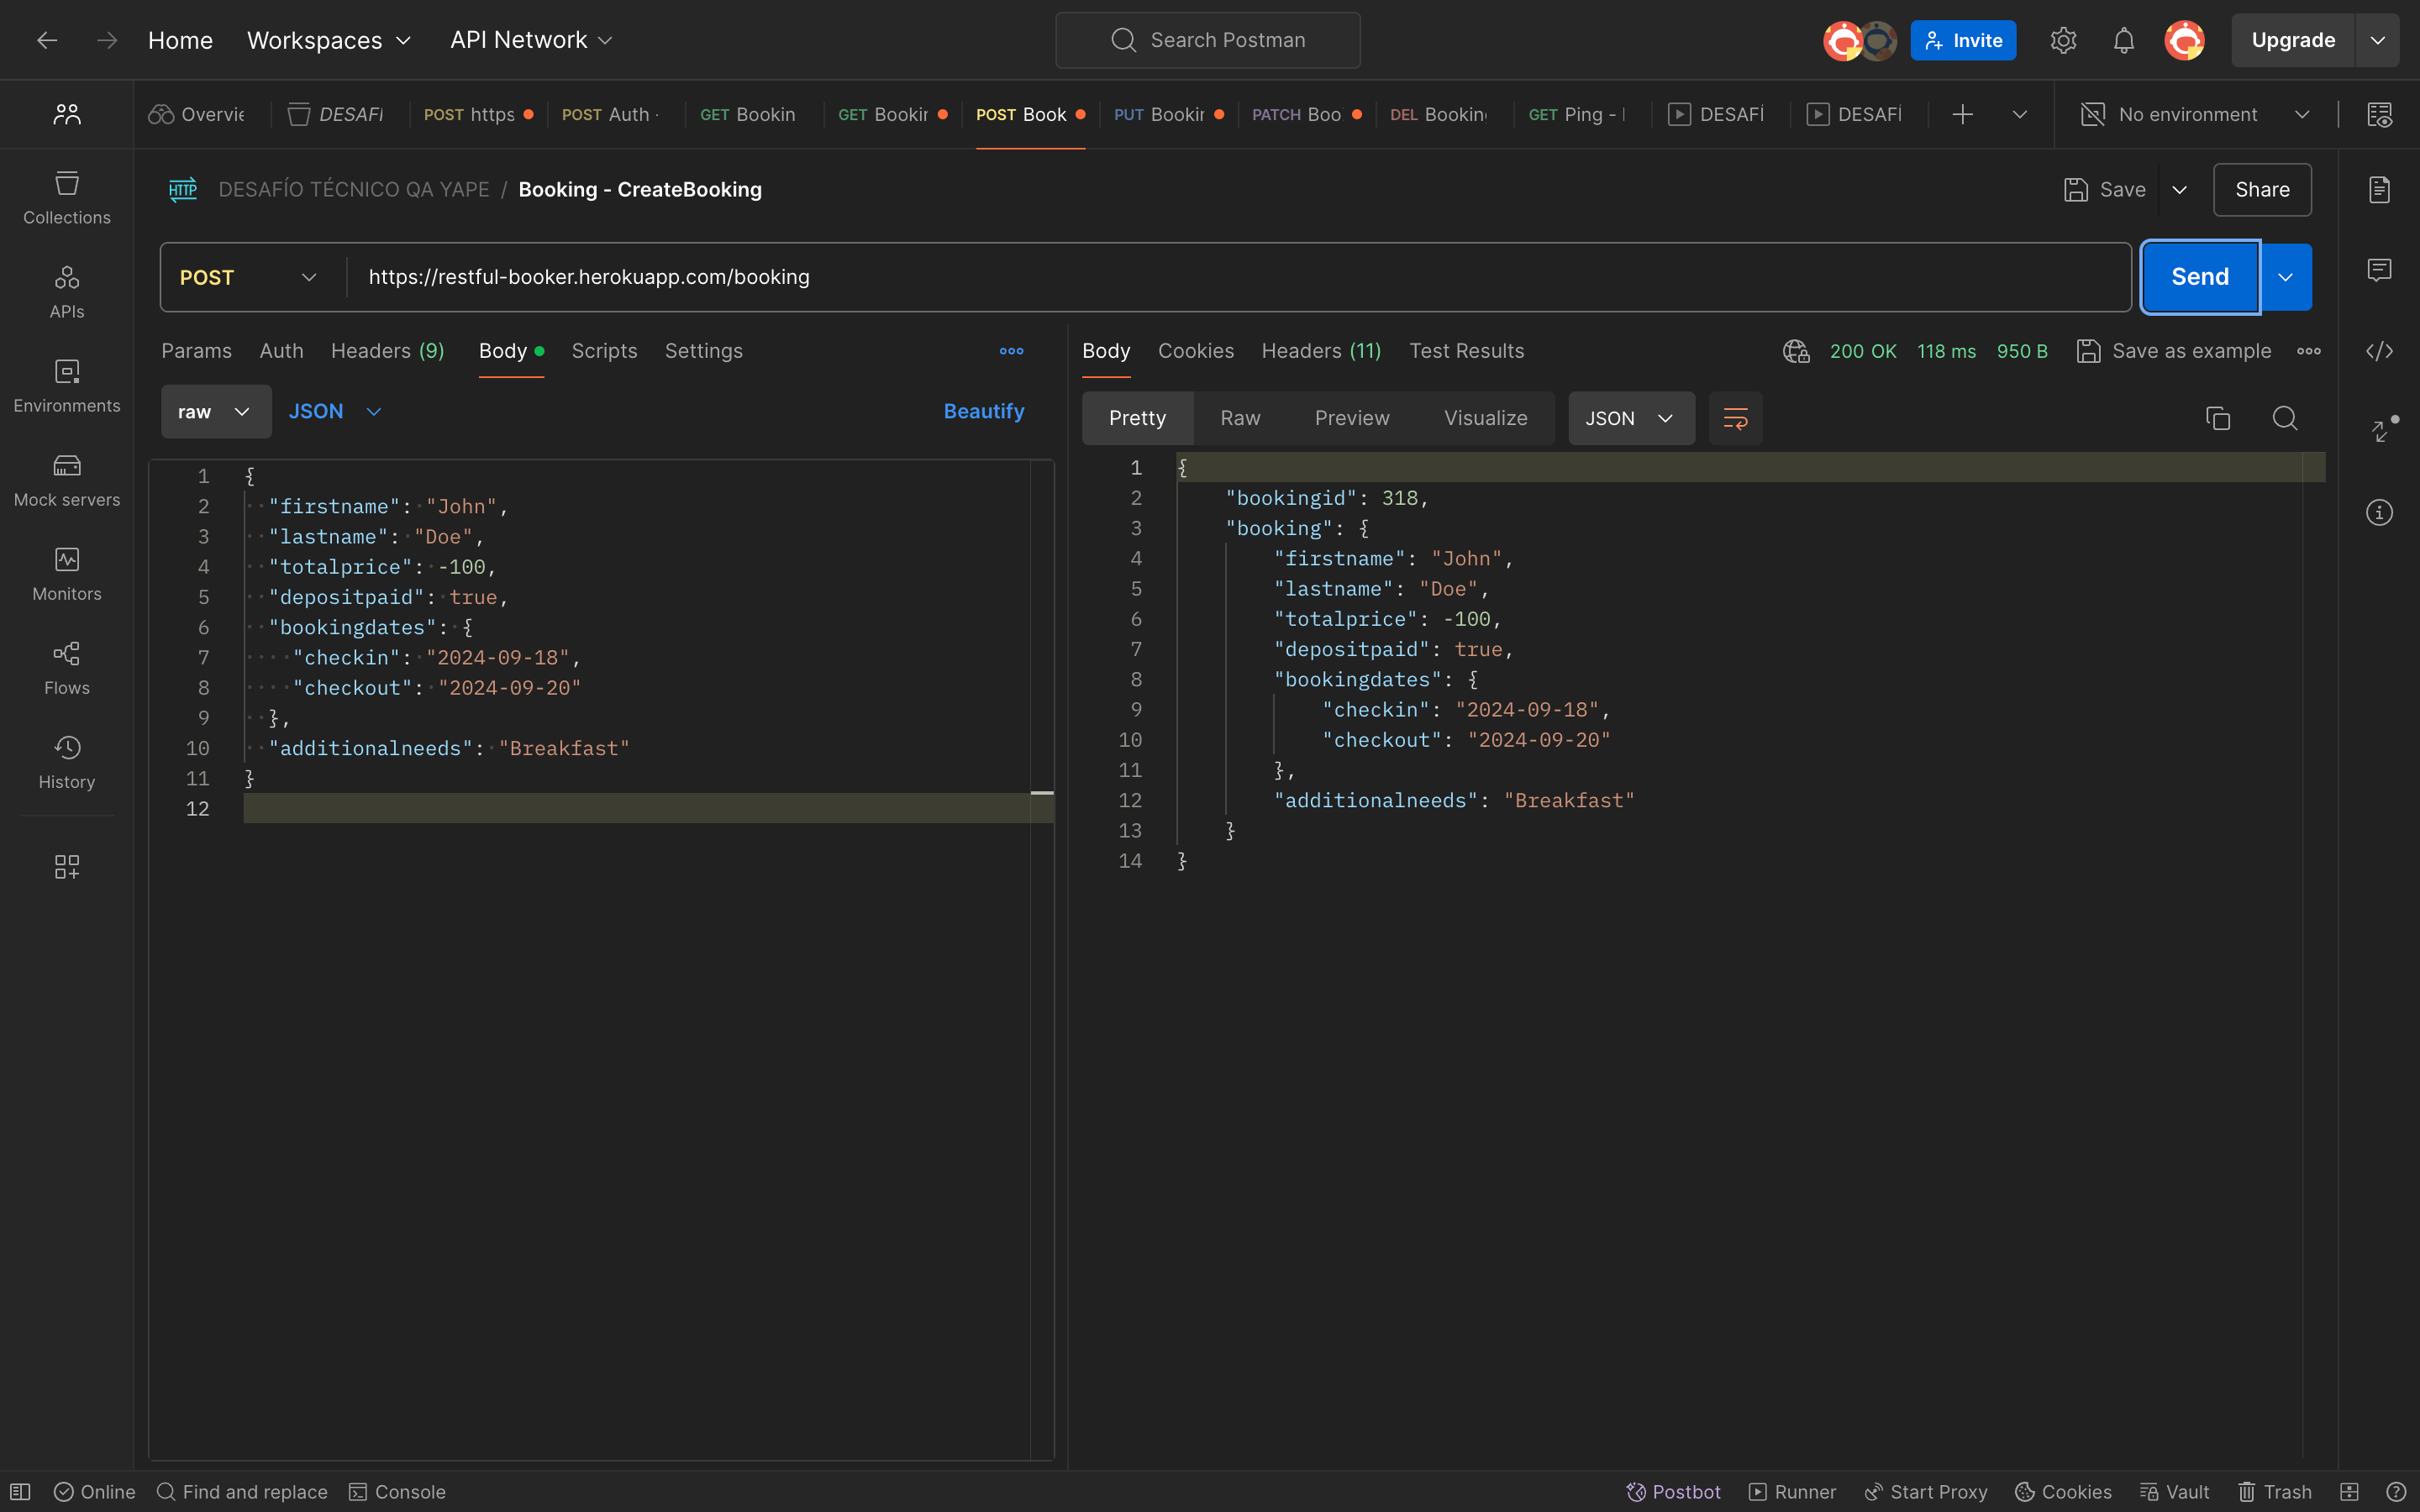 Home Workspaces API Network Search Postman Invite Upgrade
Overvie DESAFÍ POST https POST Auth · GET Bookin GET Bookin POST Book PUT Bookir PATCH Boo DEL Booking GET Ping - DESAFÍ DESAFÍ No environment
HTTP DESAFÍO TÉCNICO QA YAPE / Booking - CreateBooking Save Share
Collections
APIs
Environments
Mock servers
Monitors
Flows
History
POST https://restful-booker.herokuapp.com/booking Send
Params Auth Headers (9) Body Scripts Settings
raw JSON Beautify
1 {
2 "firstname": "John",
3 "lastname": "Doe",
4 "totalprice": -100,
5 "depositpaid": true,
6 "bookingdates": {
7 "checkin": "2024-09-18",
8 "checkout": "2024-09-20"
9 },
10 "additionalneeds": "Breakfast"
11 }
12
Body Cookies Headers (11) Test Results 200 OK 118 ms 950 B Save as example
Pretty Raw Preview Visualize JSON
1 {
2 "bookingid": 318,
3 "booking": {
4 "firstname": "John",
5 "lastname": "Doe",
6 "totalprice": -100,
7 "depositpaid": true,
8 "bookingdates": {
9 "checkin": "2024-09-18",
10 "checkout": "2024-09-20"
11 },
12 "additionalneeds": "Breakfast"
13 }
14 }
Online Find and replace Console Postbot Runner Start Proxy Cookies Vault Trash